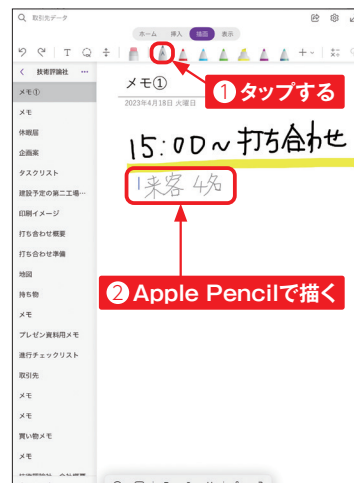 取引先データ
ホーム 挿入 描画 表示
技術評論社
メモ①
2023年4月18日 火曜日
❶タップする
15:00~打ち合わせ
来客 4名
❷Apple Pencilで描く
メモ①
メモ
休暇届
企画案
タスクリスト
建設予定の第二工場…
印刷イメージ
打ち合わせ概要
打ち合わせ準備
地図
持ち物
メモ
プレゼン資料用メモ
進行チェックリスト
取引先
メモ
メモ
買い物メモ
メモ